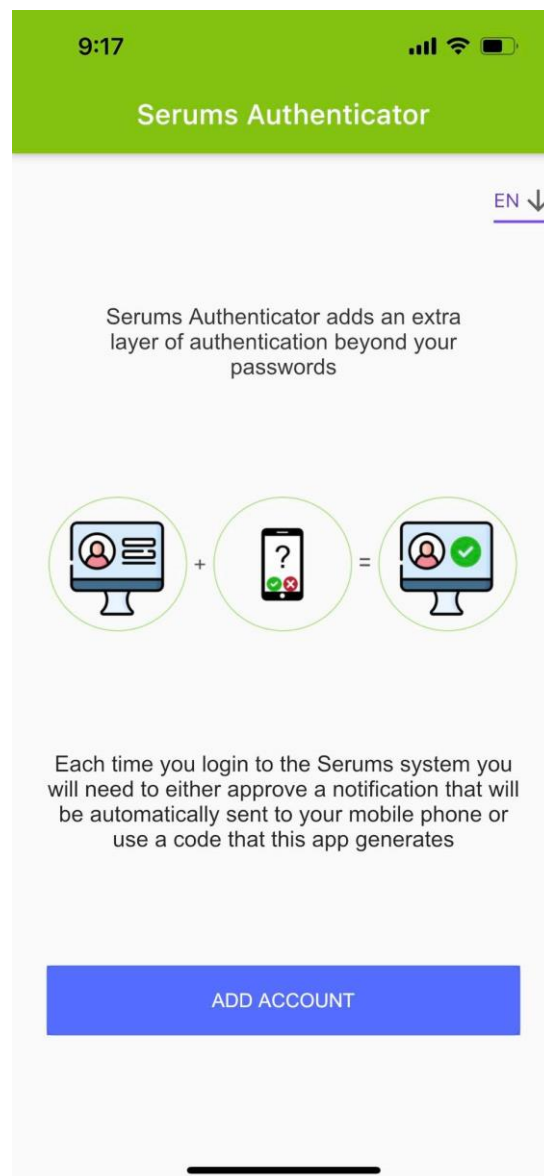 9:17
Serums Authenticator
EN
Serums Authenticator adds an extra
layer of authentication beyond your
passwords
+
?
=
Each time you login to the Serums system you
will need to either approve a notification that will
be automatically sent to your mobile phone or
use a code that this app generates
ADD ACCOUNT